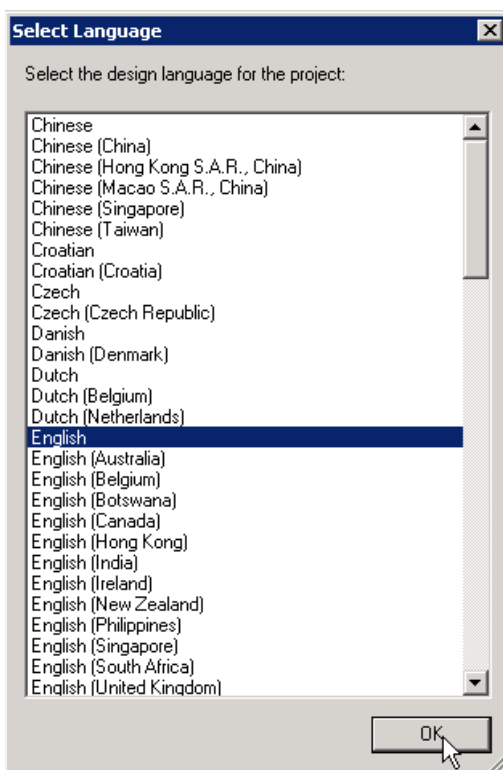 Select Language
Select the design language for the project:
Chinese
Chinese (China)
Chinese (Hong Kong S.A.R., China)
Chinese (Macao S.A.R., China)
Chinese (Singapore)
Chinese (Taiwan)
Croatian
Croatian (Croatia)
Czech
Czech (Czech Republic)
Danish
Danish (Denmark)
Dutch
Dutch (Belgium)
Dutch (Netherlands)
English
English (Australia)
English (Belgium)
English (Botswana)
English (Canada)
English (Hong Kong)
English (India)
English (Ireland)
English (New Zealand)
English (Philippines)
English (Singapore)
English (South Africa)
English (United Kingdom)
OK